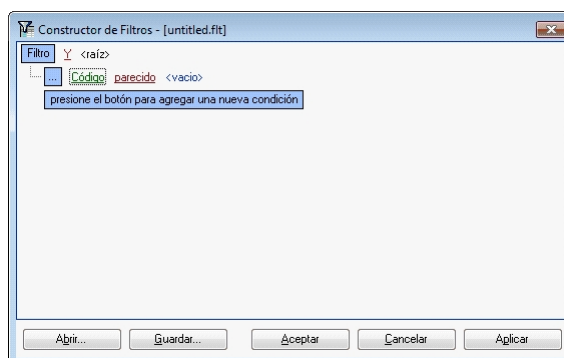 Constructor de Filtros - [untitled.flt]
Filtro Y <raíz>
... Código parecido <vacio>
presione el botón para agregar una nueva condición
Abrir... Guardar... Aceptar Cancelar Aplicar